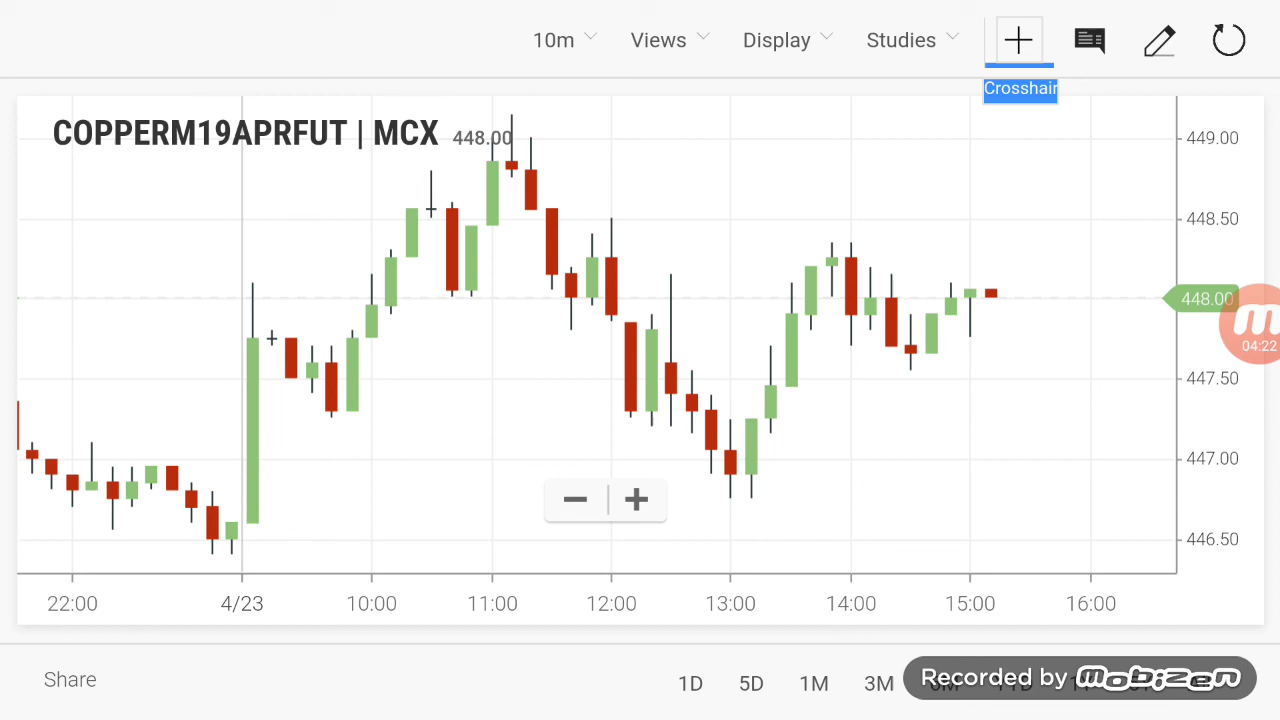 10m Views Display Studies
Crosshair
COPPERM19APRFUT | MCX 448.00
449.00
448.50
448.00
447.50
447.00
446.50
m
04:22
22:00 4/23 10:00 11:00 12:00 13:00 14:00 15:00 16:00
Share 1D 5D 1M 3M
Recorded by mobizen